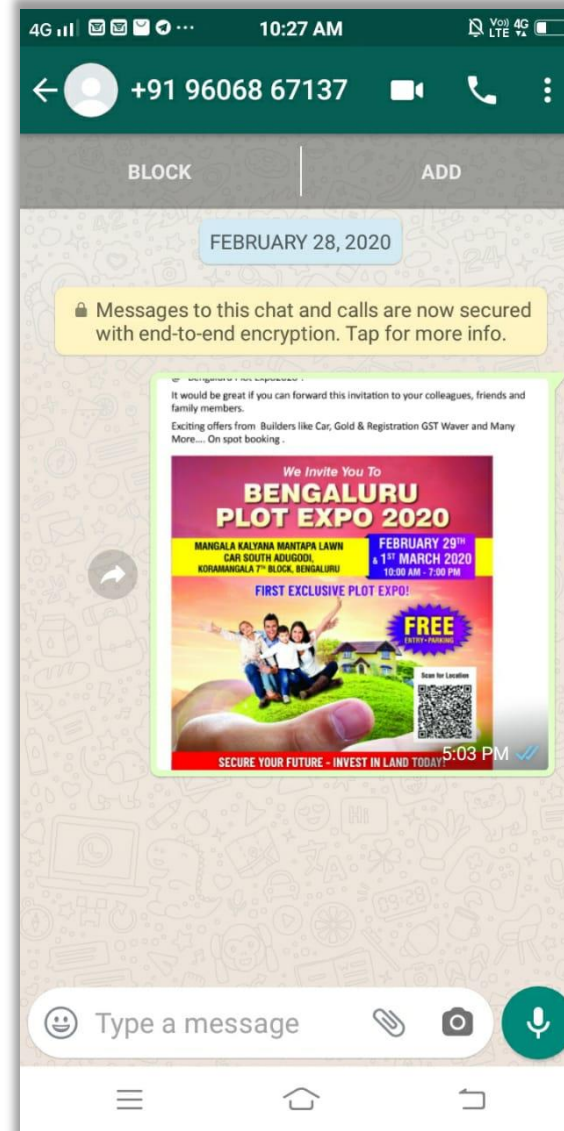 4G 10:27 AM Vo)) LTE 4G
+91 96068 67137
BLOCK ADD
FEBRUARY 28, 2020
Messages to this chat and calls are now secured
with end-to-end encryption. Tap for more info.
It would be great if you can forward this invitation to your colleagues, friends and
family members.
Exciting offers from Builders like Car, Gold & Registration GST Waver and Many
More.... On spot booking .
We Invite You To
BENGALURU
PLOT EXPO 2020
MANGALA KALYANA MANTAPA LAWN
CAR SOUTH ADUGODI,
KORAMANGALA 7TH BLOCK, BENGALURU
FEBRUARY 29TH
& 1ST MARCH 2020
10:00 AM - 7:00 PM
FIRST EXCLUSIVE PLOT EXPO!
FREE
ENTRY • PARKING
Scan for Location
SECURE YOUR FUTURE - INVEST IN LAND TODAY!
5:03 PM
Type a message